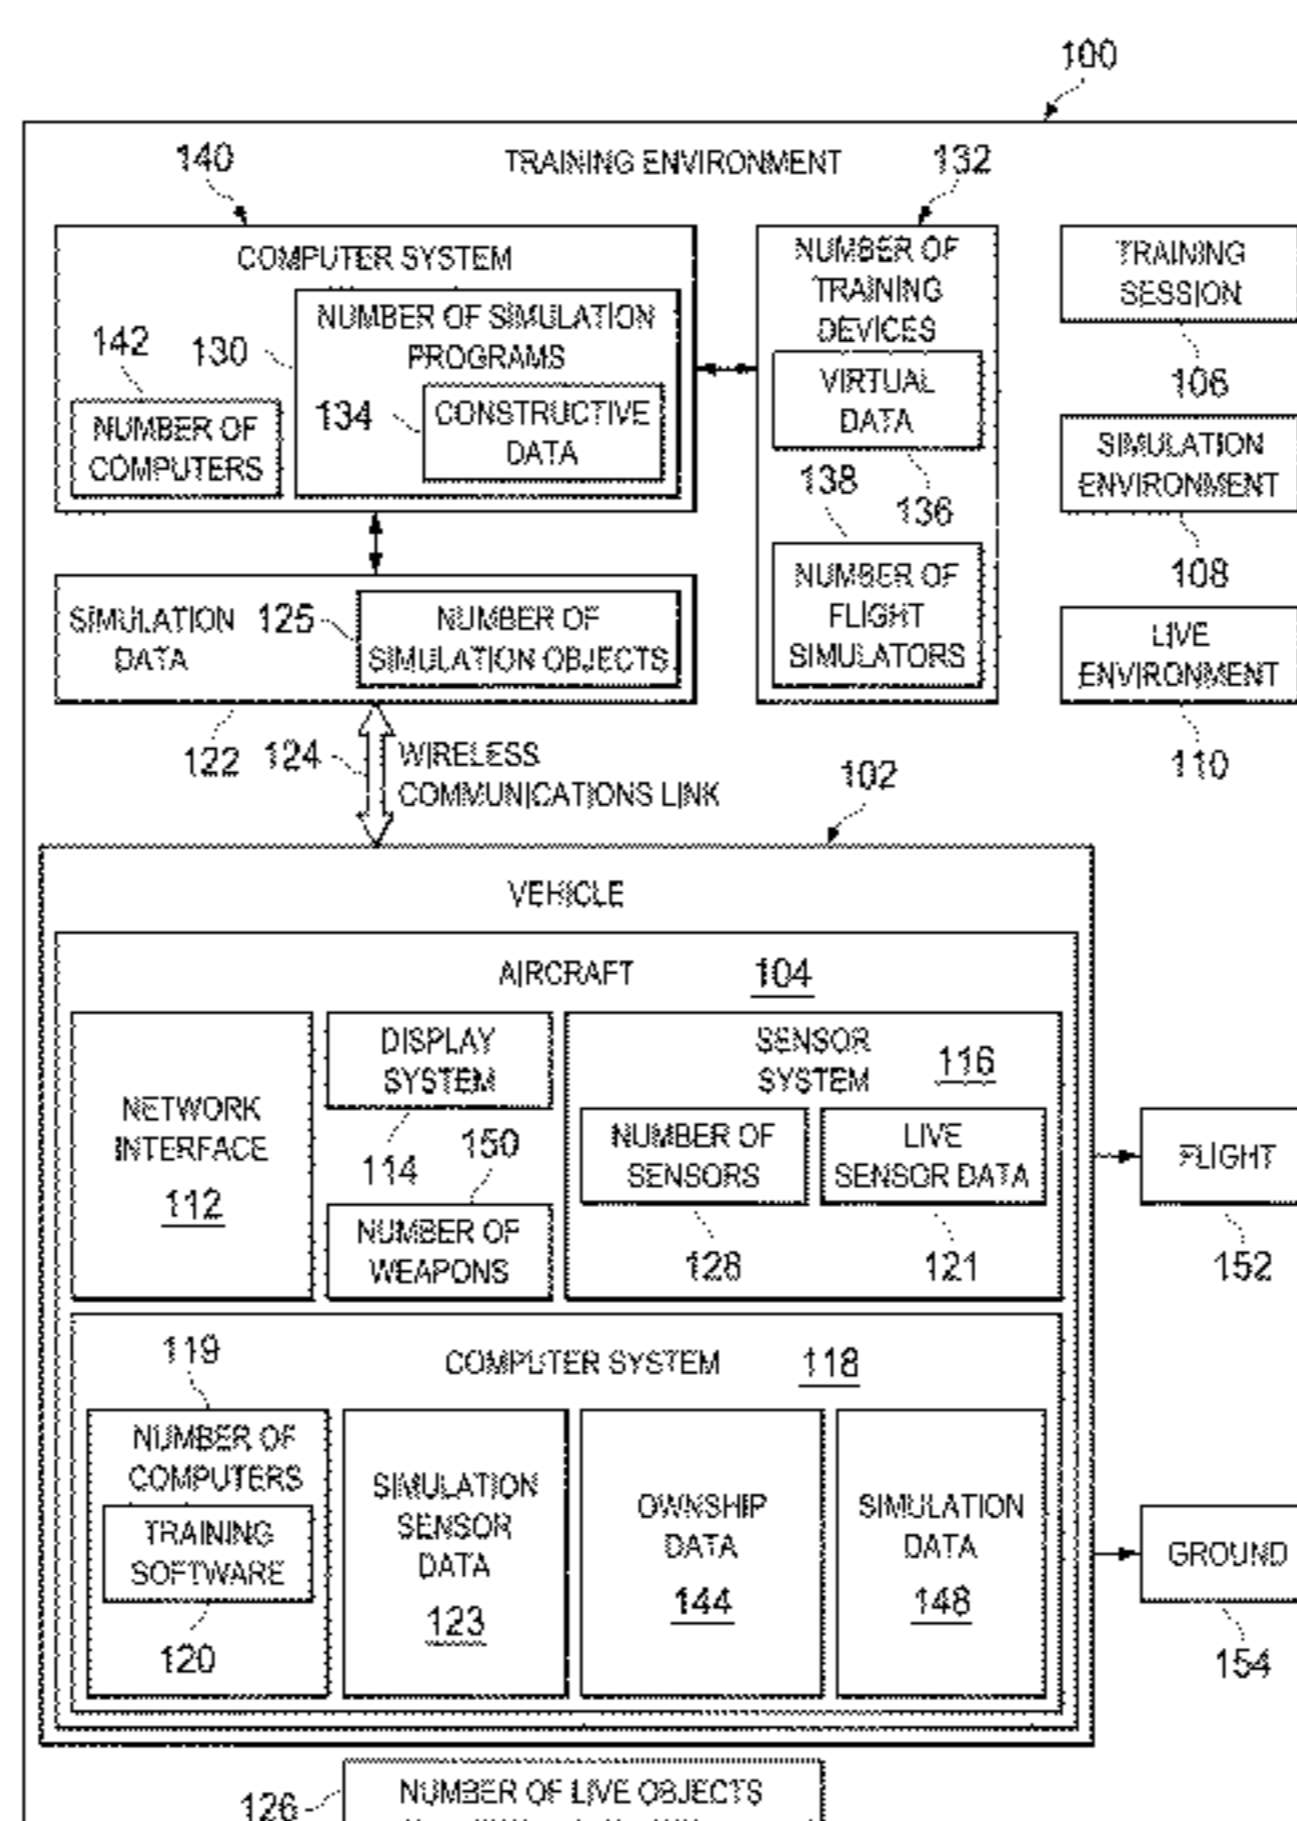 100
TRAINING ENVIRONMENT
140
132
COMPUTER SYSTEM
142
130
NUMBER OF SIMULATION
PROGRAMS
134
CONSTRUCTIVE
DATA
NUMBER OF
COMPUTERS
NUMBER OF
TRAINING
DEVICES
VIRTUAL
DATA
138
136
NUMBER OF
FLIGHT
SIMULATORS
TRAINING
SESSION
106
SIMULATION
ENVIRONMENT
108
LIVE
ENVIRONMENT
110
SIMULATION
DATA
125
NUMBER OF
SIMULATION OBJECTS
122
124
WIRELESS
COMMUNICATIONS LINK
102
VEHICLE
AIRCRAFT 104
NETWORK
INTERFACE
112
DISPLAY
SYSTEM
114
150
NUMBER OF
WEAPONS
SENSOR
SYSTEM
116
NUMBER OF
SENSORS
128
LIVE
SENSOR DATA
121
FLIGHT
152
119
COMPUTER SYSTEM 118
NUMBER OF
COMPUTERS
TRAINING
SOFTWARE
120
SIMULATION
SENSOR
DATA
123
OWNSHIP
DATA
144
SIMULATION
DATA
148
GROUND
154
126
NUMBER OF LIVE OBJECTS